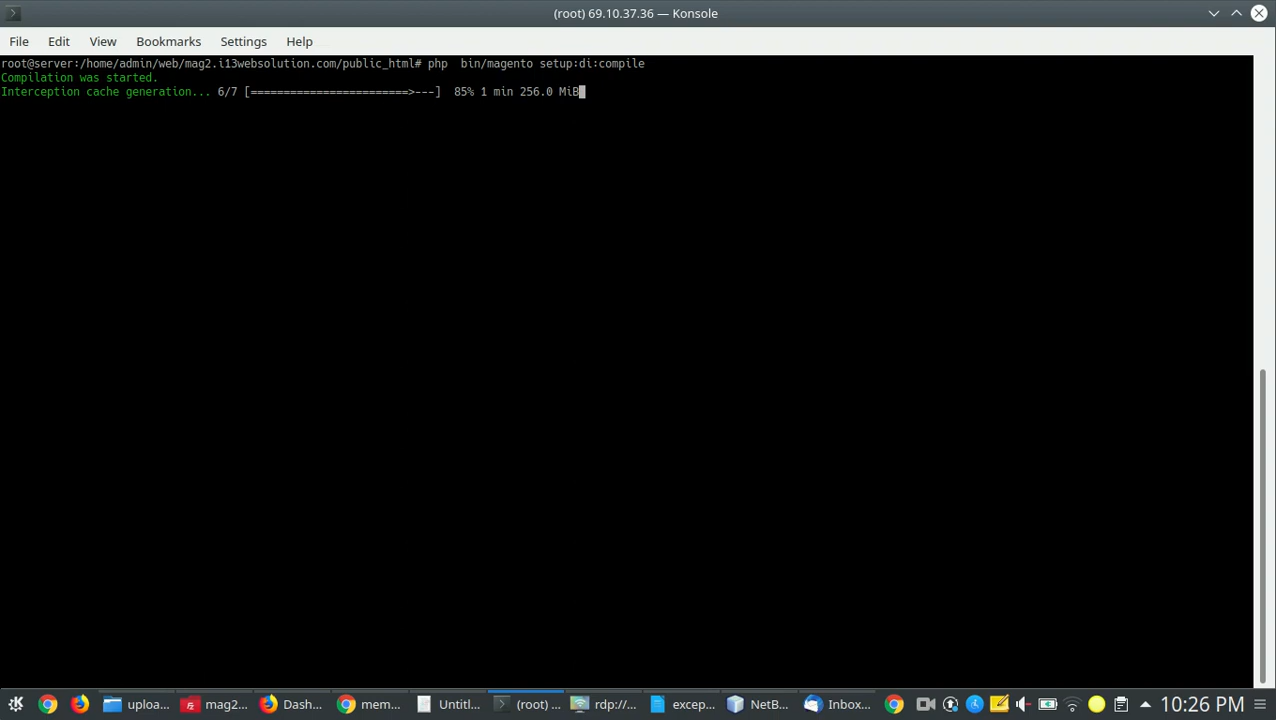 (root) 69.10.37.36 — Konsole
File Edit View Bookmarks Settings Help
root@server:/home/admin/web/mag2.i13websolution.com/public_html# php  bin/magento setup:di:compile
Compilation was started.
Interception cache generation... 6/7 [========================>---]  85% 1 min 256.0 MiB
uploa... mag2... Dash... mem... Untitl... (root) rdp://... excep... NetB... Inbox... 10:26 PM